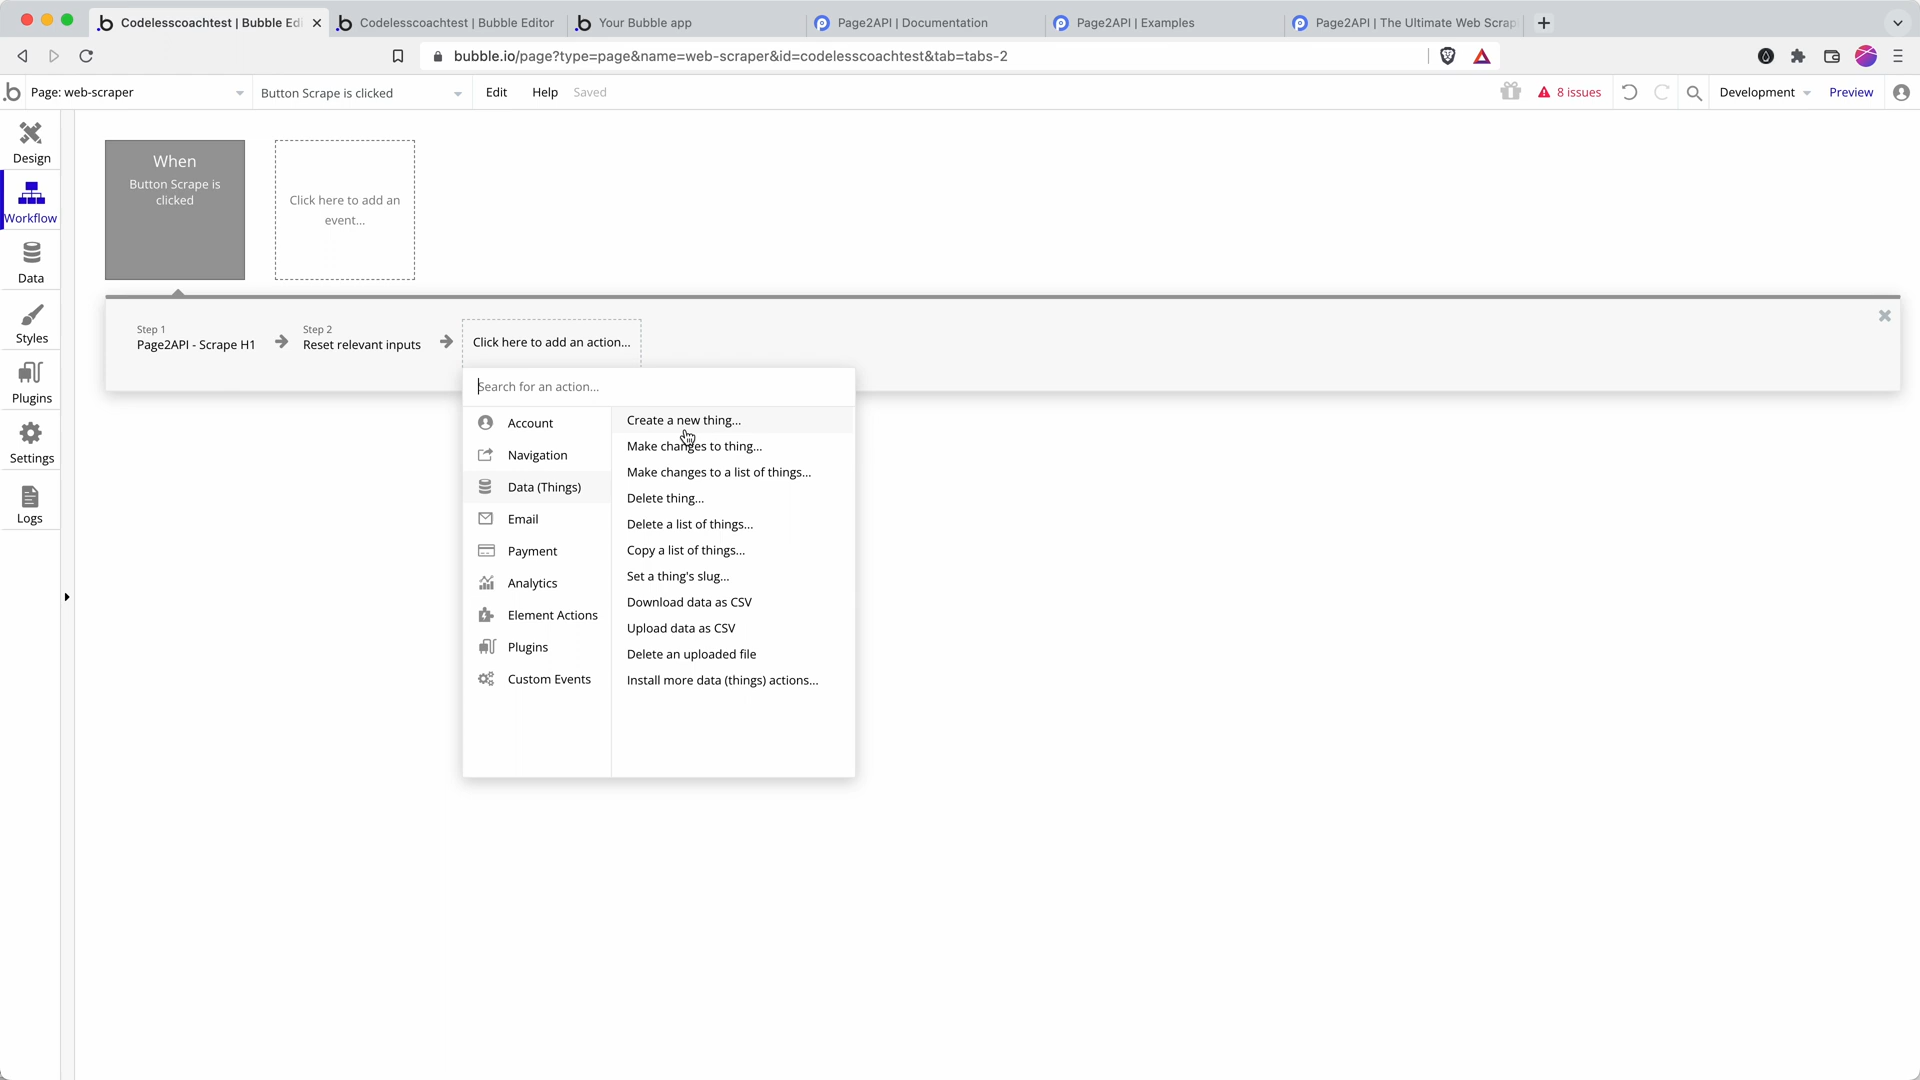 Codelesscoachtest | Bubble Edi
Codelesscoachtest | Bubble Editor
Your Bubble app
Page2API | Documentation
Page2API | Examples
Page2API | The Ultimate Web Scrap
bubble.io/page?type=page&name=web-scraper&id=codelesscoachtest&tab=tabs-2
Page: web-scraper
Button Scrape is clicked
Edit
Help
Saved
8 issues
Development
Preview
Design
Workflow
Data
Styles
Plugins
Settings
Logs
When
Button Scrape is
clicked
Click here to add an
event...
Step 1
Page2API - Scrape H1
Step 2
Reset relevant inputs
Click here to add an action...
Search for an action...
Account
Navigation
Data (Things)
Email
Payment
Analytics
Element Actions
Plugins
Custom Events
Create a new thing...
Make changes to thing...
Make changes to a list of things...
Delete thing...
Delete a list of things...
Copy a list of things...
Set a thing's slug...
Download data as CSV
Upload data as CSV
Delete an uploaded file
Install more data (things) actions...